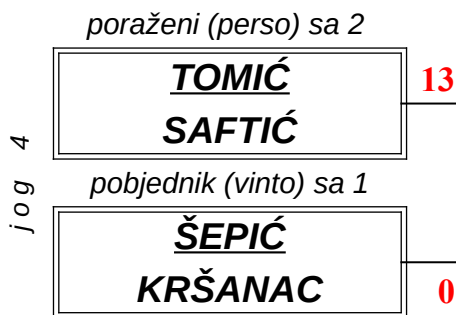 poraženi (perso) sa 2
TOMIĆ 13
SAFTIĆ
jog 4
pobjednik (vinto) sa 1
ŠEPIĆ
KRŠANAC 0